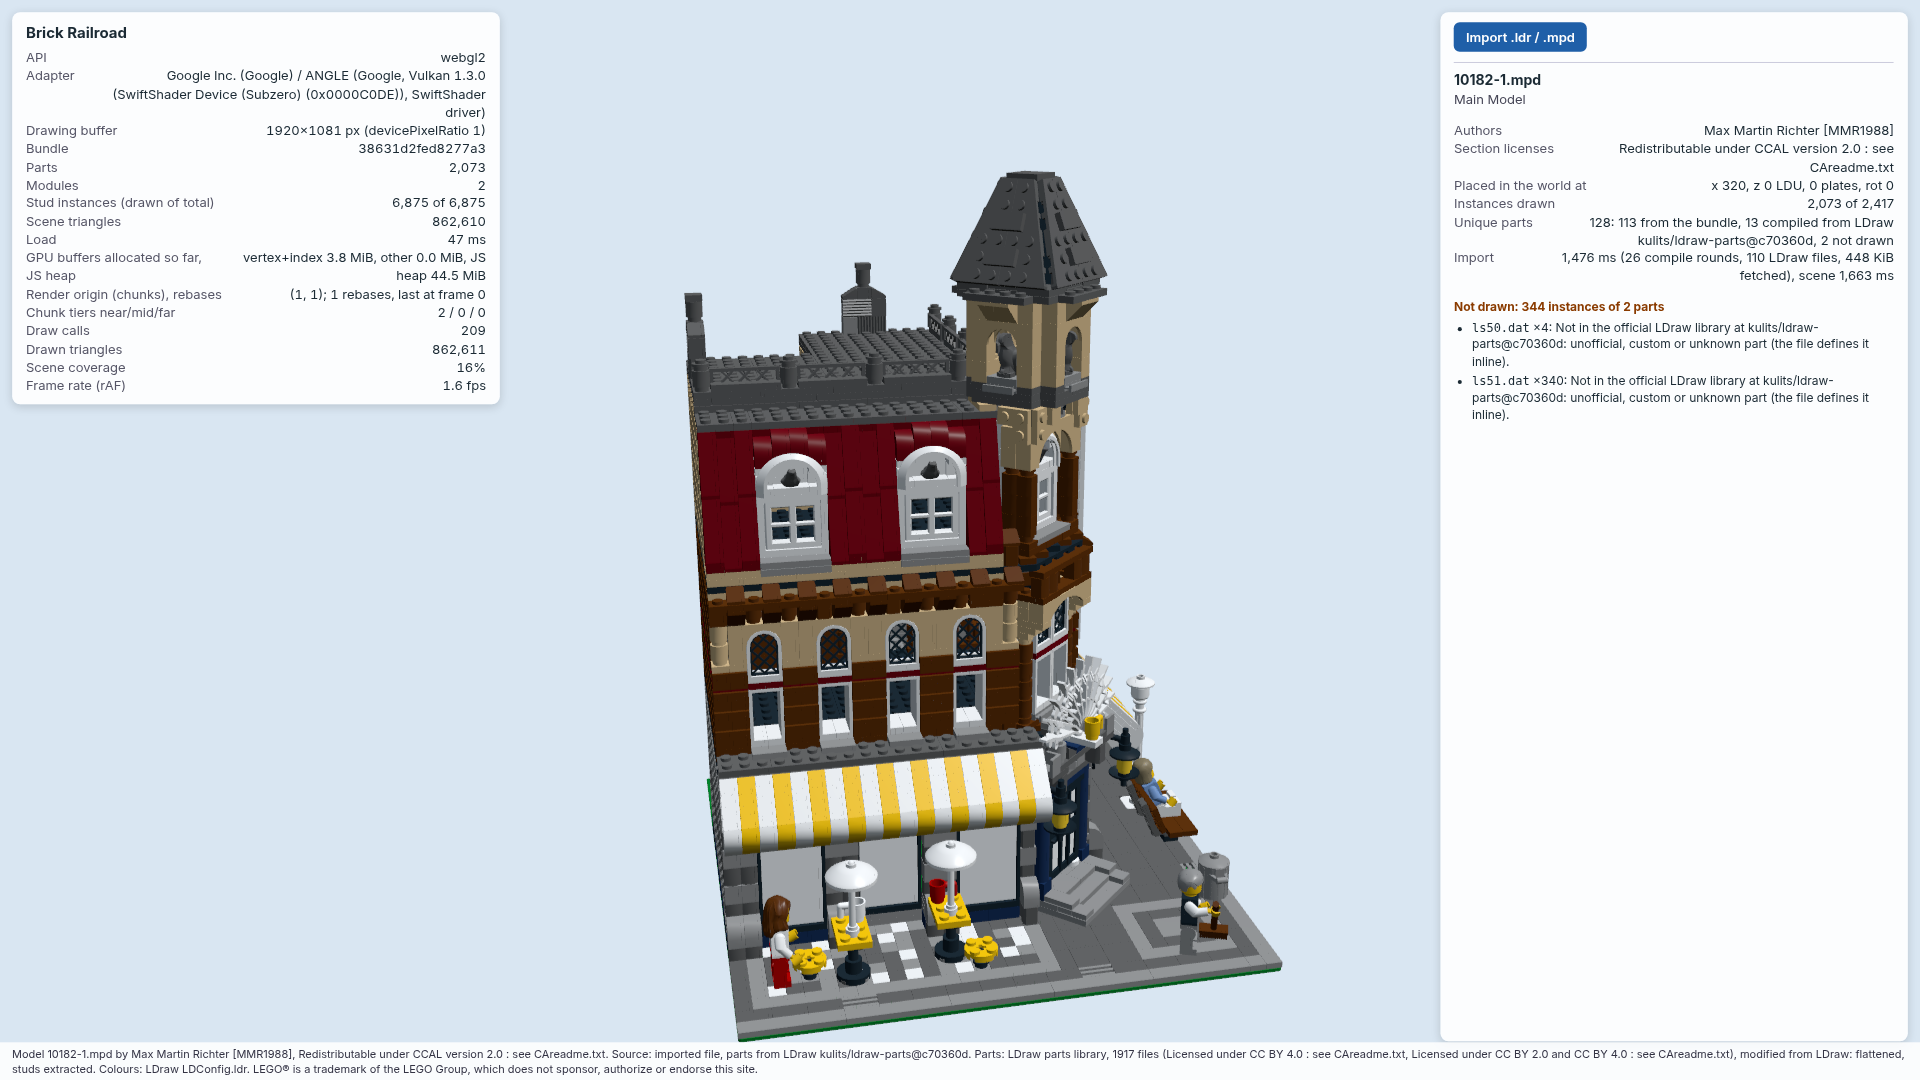 Brick Railroad
API webgl2
Adapter Google Inc. (Google) / ANGLE (Google, Vulkan 1.3.0
(SwiftShader Device (Subzero) (0x0000C0DE)), SwiftShader
driver)
Drawing buffer 1920×1081 px (devicePixelRatio 1)
Bundle 38631d2fed8277a3
Parts 2,073
Modules 2
Stud instances (drawn of total) 6,875 of 6,875
Scene triangles 862,610
Load 47 ms
GPU buffers allocated so far, vertex+index 3.8 MiB, other 0.0 MiB, JS
JS heap heap 44.5 MiB
Render origin (chunks), rebases (1, 1); 1 rebases, last at frame 0
Chunk tiers near/mid/far 2 / 0 / 0
Draw calls 209
Drawn triangles 862,611
Scene coverage 16%
Frame rate (rAF) 1.6 fps
Import .ldr / .mpd
10182-1.mpd
Main Model
Authors Max Martin Richter [MMR1988]
Section licenses Redistributable under CCAL version 2.0 : see
CAreadme.txt
Placed in the world at x 320, z 0 LDU, 0 plates, rot 0
Instances drawn 2,073 of 2,417
Unique parts 128: 113 from the bundle, 13 compiled from LDraw
kulits/ldraw-parts@c70360d, 2 not drawn
Import 1,476 ms (26 compile rounds, 110 LDraw files, 448 KiB
fetched), scene 1,663 ms
Not drawn: 344 instances of 2 parts
• ls50.dat ×4: Not in the official LDraw library at kulits/ldraw-
parts@c70360d: unofficial, custom or unknown part (the file defines it
inline).
• ls51.dat ×340: Not in the official LDraw library at kulits/ldraw-
parts@c70360d: unofficial, custom or unknown part (the file defines it
inline).
Model 10182-1.mpd by Max Martin Richter [MMR1988], Redistributable under CCAL version 2.0 : see CAreadme.txt. Source: imported file, parts from LDraw kulits/ldraw-parts@c70360d. Parts: LDraw parts library, 1917 files (Licensed under CC BY 4.0 : see CAreadme.txt, Licensed under CC BY 2.0 and CC BY 4.0 : see CAreadme.txt), modified from LDraw: flattened,
studs extracted. Colours: LDraw LDConfig.ldr. LEGO® is a trademark of the LEGO Group, which does not sponsor, authorize or endorse this site.